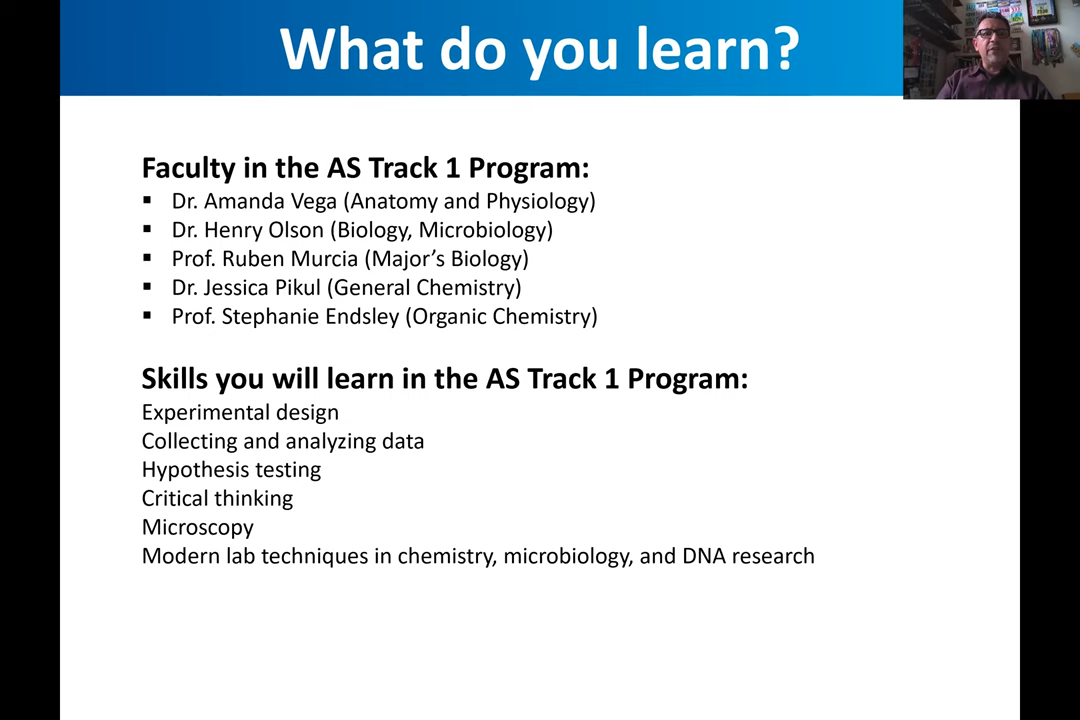 What do you learn?
Faculty in the AS Track 1 Program:
▪ Dr. Amanda Vega (Anatomy and Physiology)
▪ Dr. Henry Olson (Biology, Microbiology)
▪ Prof. Ruben Murcia (Major’s Biology)
▪ Dr. Jessica Pikul (General Chemistry)
▪ Prof. Stephanie Endsley (Organic Chemistry)
Skills you will learn in the AS Track 1 Program:
Experimental design
Collecting and analyzing data
Hypothesis testing
Critical thinking
Microscopy
Modern lab techniques in chemistry, microbiology, and DNA research